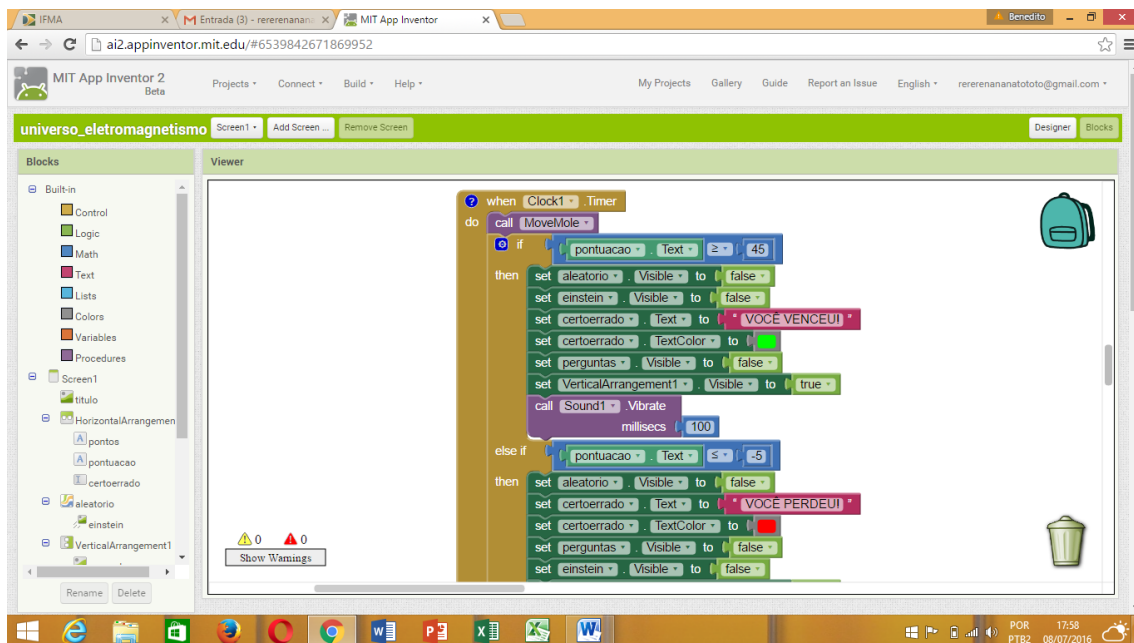 IFMA
Entrada (3) - rererenanana
MIT App Inventor
Benedito
ai2.appinventor.mit.edu/#6539842671869952
MIT App Inventor 2
Beta
Projects
Connect
Build
Help
My Projects
Gallery
Guide
Report an Issue
English
rererenananatototo@gmail.com
universo_eletromagnetismo
Screen1
Add Screen ...
Remove Screen
Designer
Blocks
Blocks
Viewer
Built-in
Control
Logic
Math
Text
Lists
Colors
Variables
Procedures
Screen1
titulo
HorizontalArrangemen
pontos
pontuacao
certoerrado
aleatorio
einstein
VerticalArrangement1
Rename
Delete
when Clock1 .Timer
do call MoveMole
if pontuacao . Text ≥ 45
then set aleatorio . Visible to false
set einstein . Visible to false
set certoerrado . Text to " VOCÊ VENCEU! "
set certoerrado . TextColor to
set perguntas . Visible to false
set VerticalArrangement1 . Visible to true
call Sound1 .Vibrate
millisecs 100
else if pontuacao . Text ≤ -5
then set aleatorio . Visible to false
set certoerrado . Text to " VOCÊ PERDEU! "
set certoerrado . TextColor to
set perguntas . Visible to false
set einstein . Visible to false
0 0
Show Warnings
POR 17:58
PTB2 08/07/2016